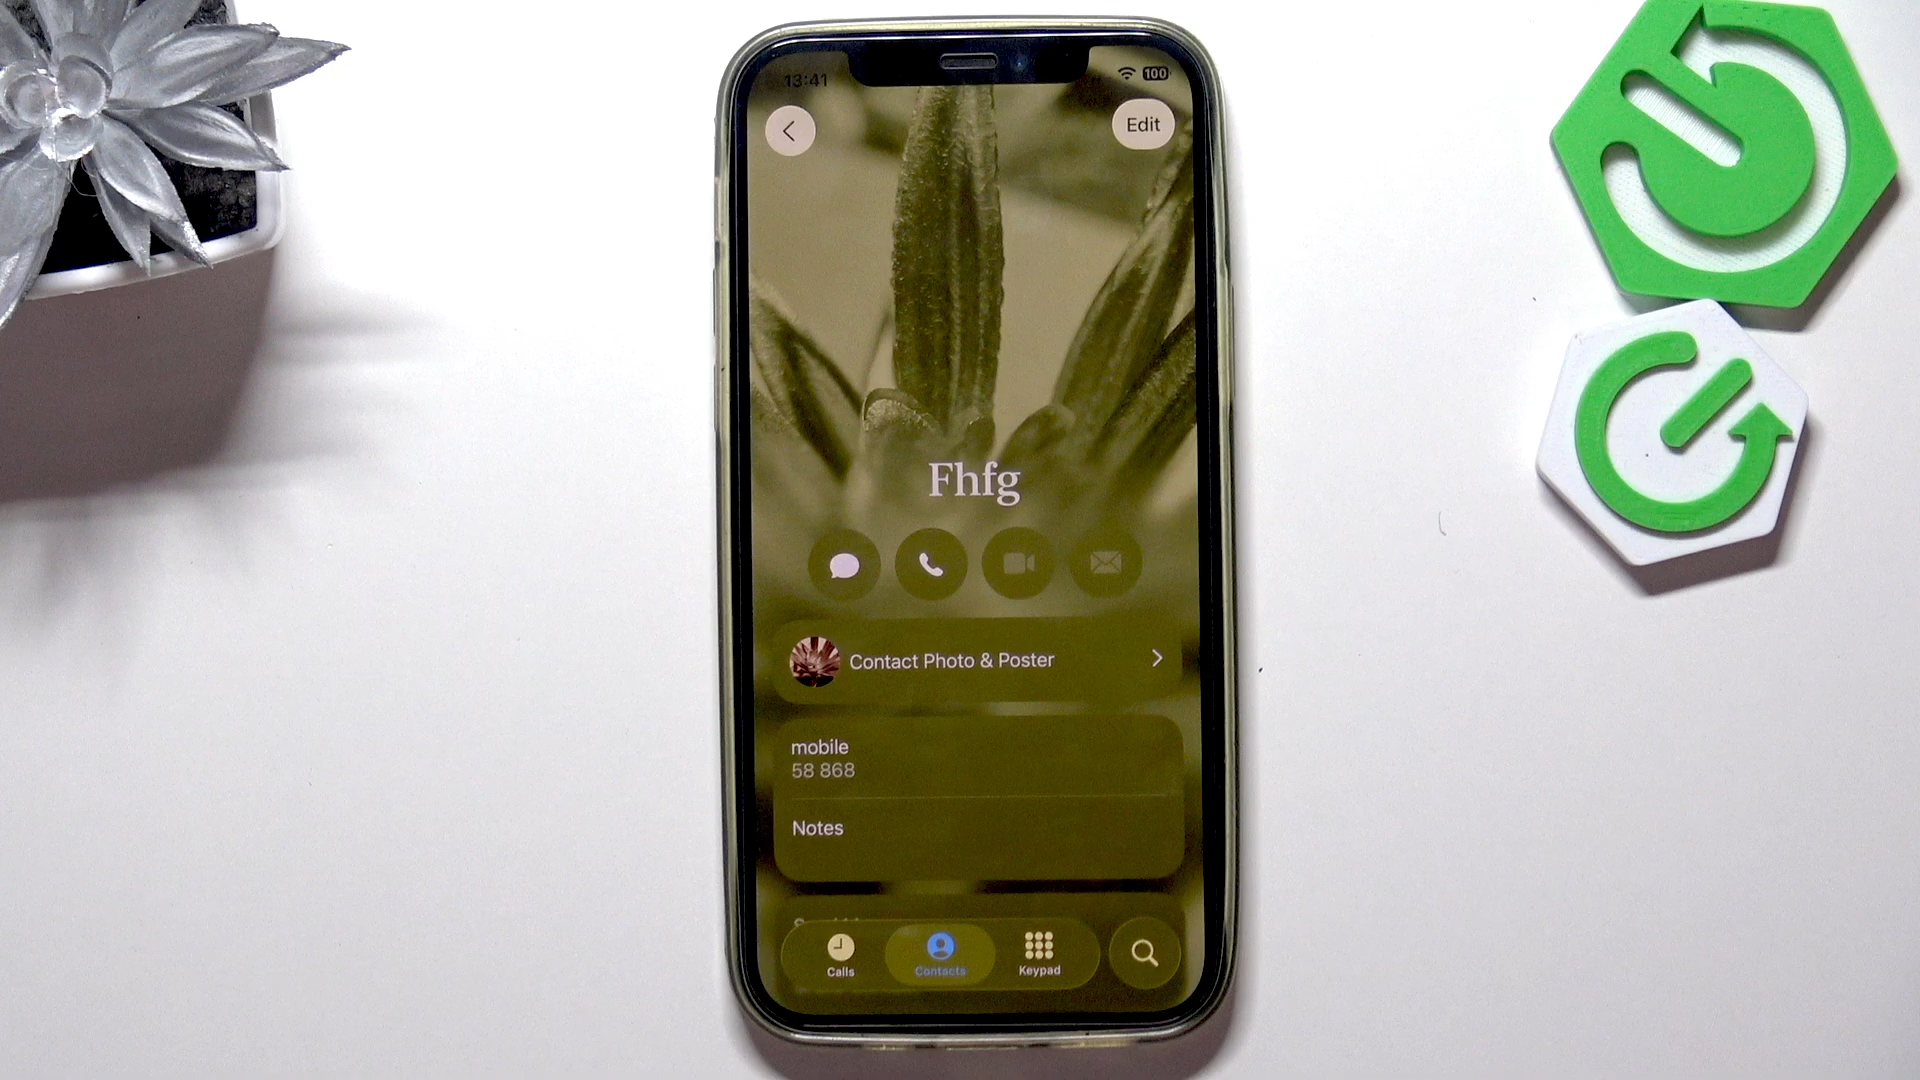 13:41
100
Edit
Fhfg
Contact Photo & Poster
mobile
58 868
Notes
Calls
Contacts
Keypad